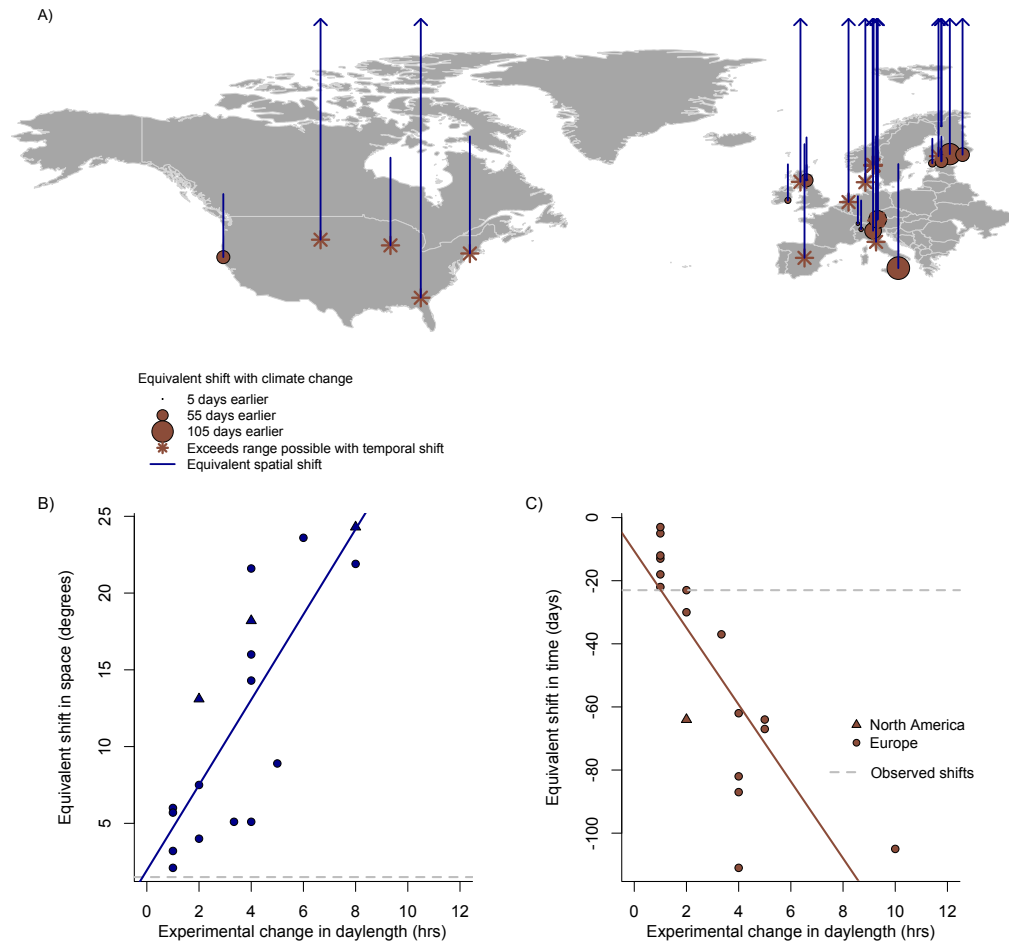 A)
Equivalent shift with climate change
5 days earlier
55 days earlier
105 days earlier
Exceeds range possible with temporal shift
Equivalent spatial shift
B)
Equivalent shift in space (degrees)
25
20
15
10
5
0 2 4 6 8 10 12
Experimental change in daylength (hrs)
C)
Equivalent shift in time (days)
0
-20
-40
-60
-80
-100
North America
Europe
Observed shifts
0 2 4 6 8 10 12
Experimental change in daylength (hrs)